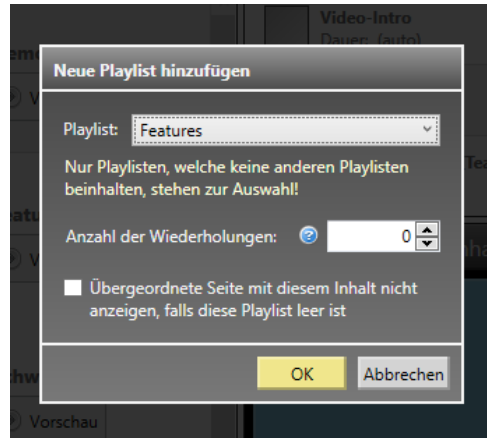 Video-Intro
Dauer: (auto)
Neue Playlist hinzufügen
Playlist: Features
Nur Playlisten, welche keine anderen Playlisten
beinhalten, stehen zur Auswahl!
Anzahl der Wiederholungen: 0
Übergeordnete Seite mit diesem Inhalt nicht
anzeigen, falls diese Playlist leer ist
OK Abbrechen
Vorschau